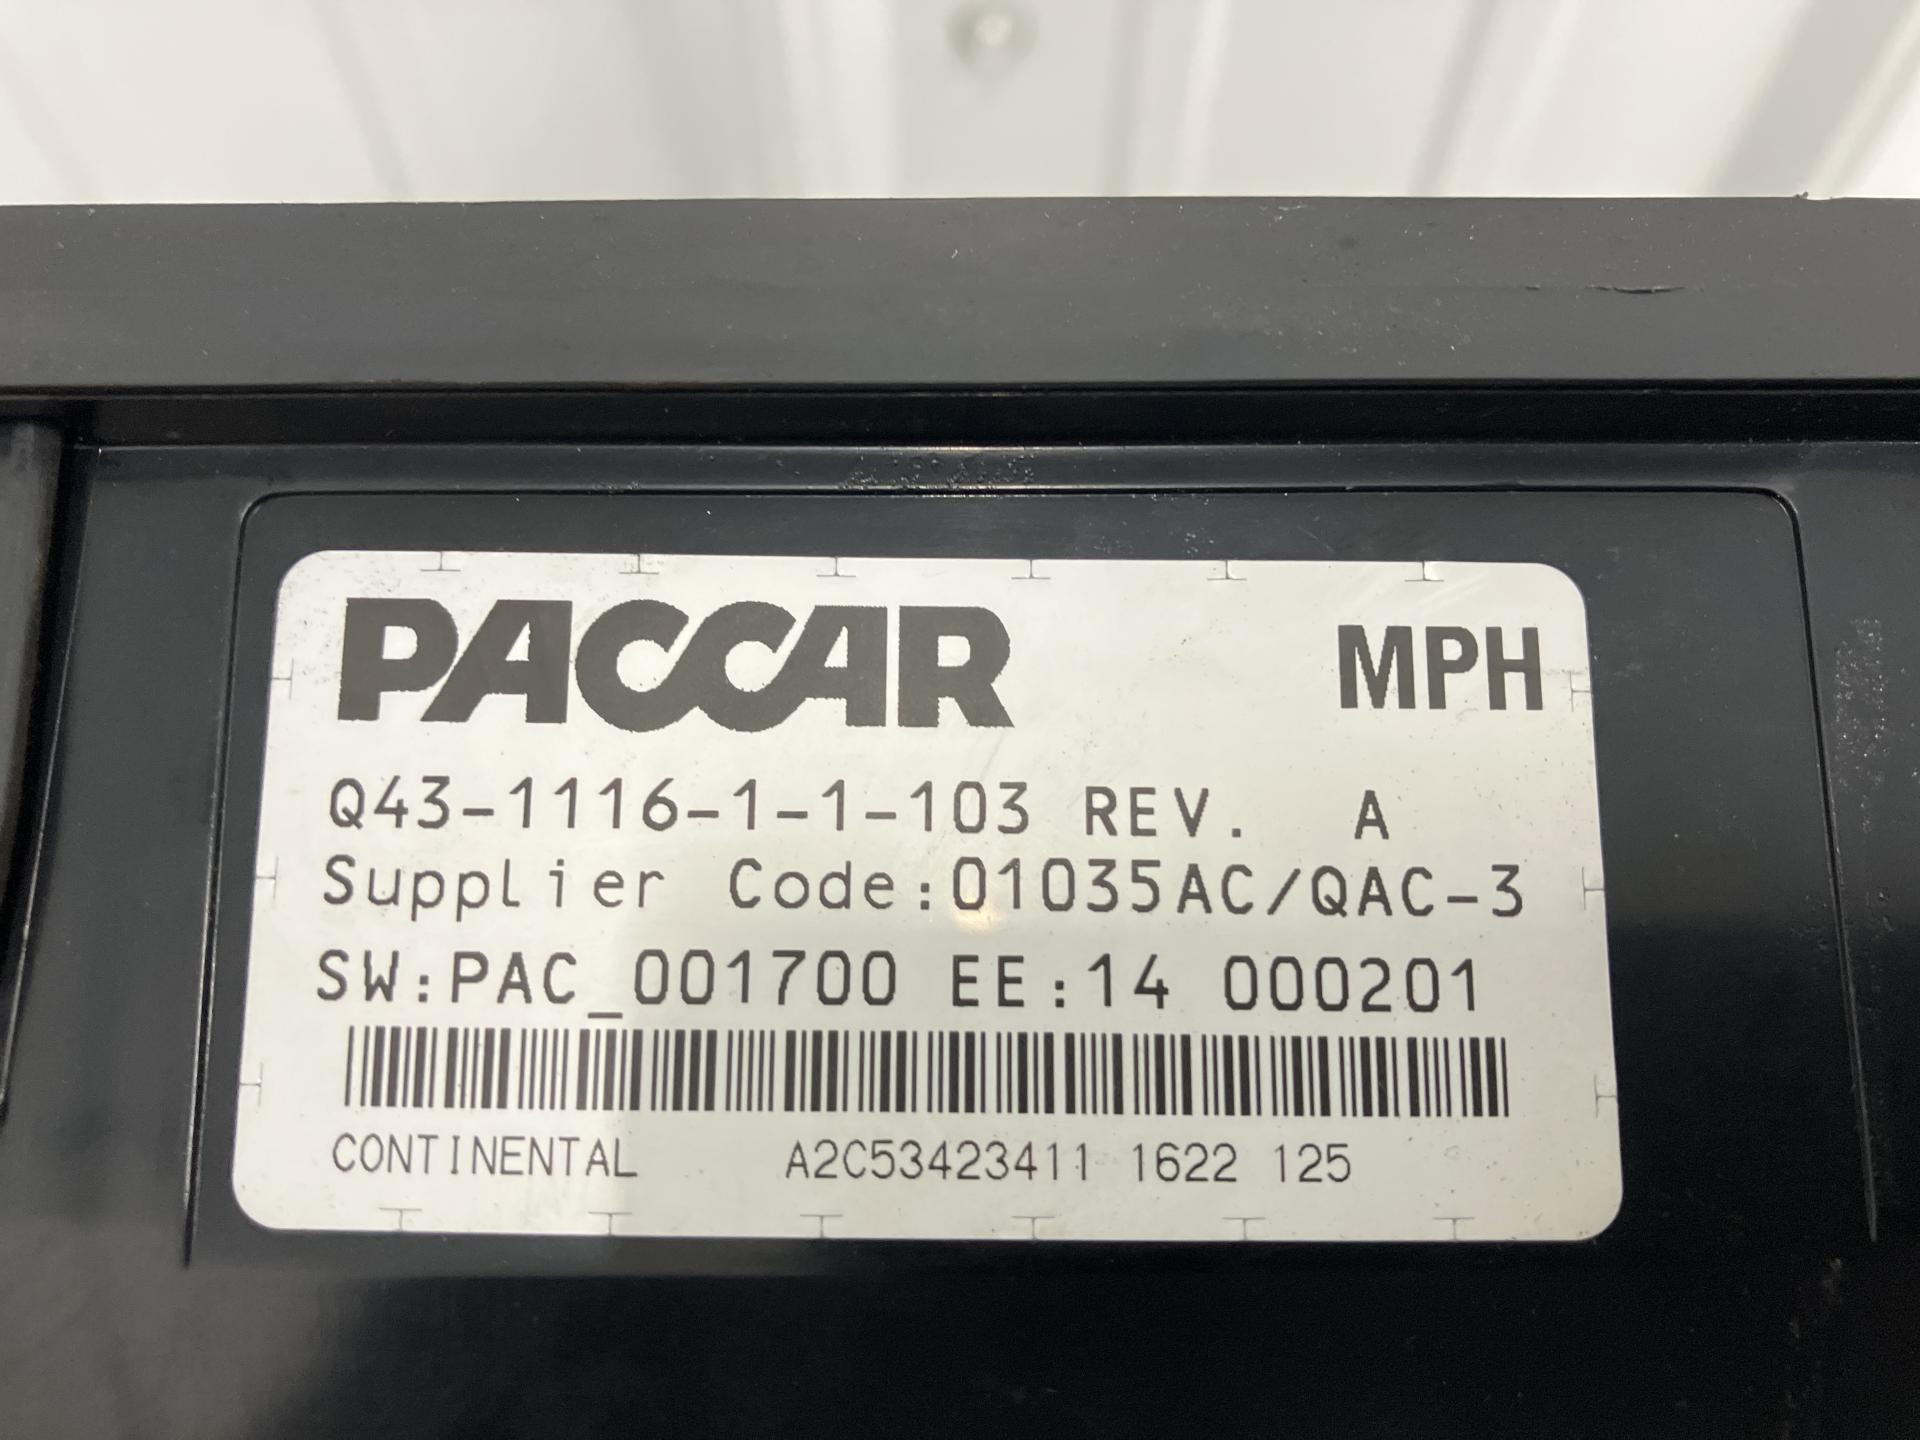 PACCAR MPH
Q43-1116-1-1-103 REV. A
Supplier Code:01035AC/QAC-3
SW:PAC_001700 EE:14 000201
CONTINENTAL A2C53423411 1622 125